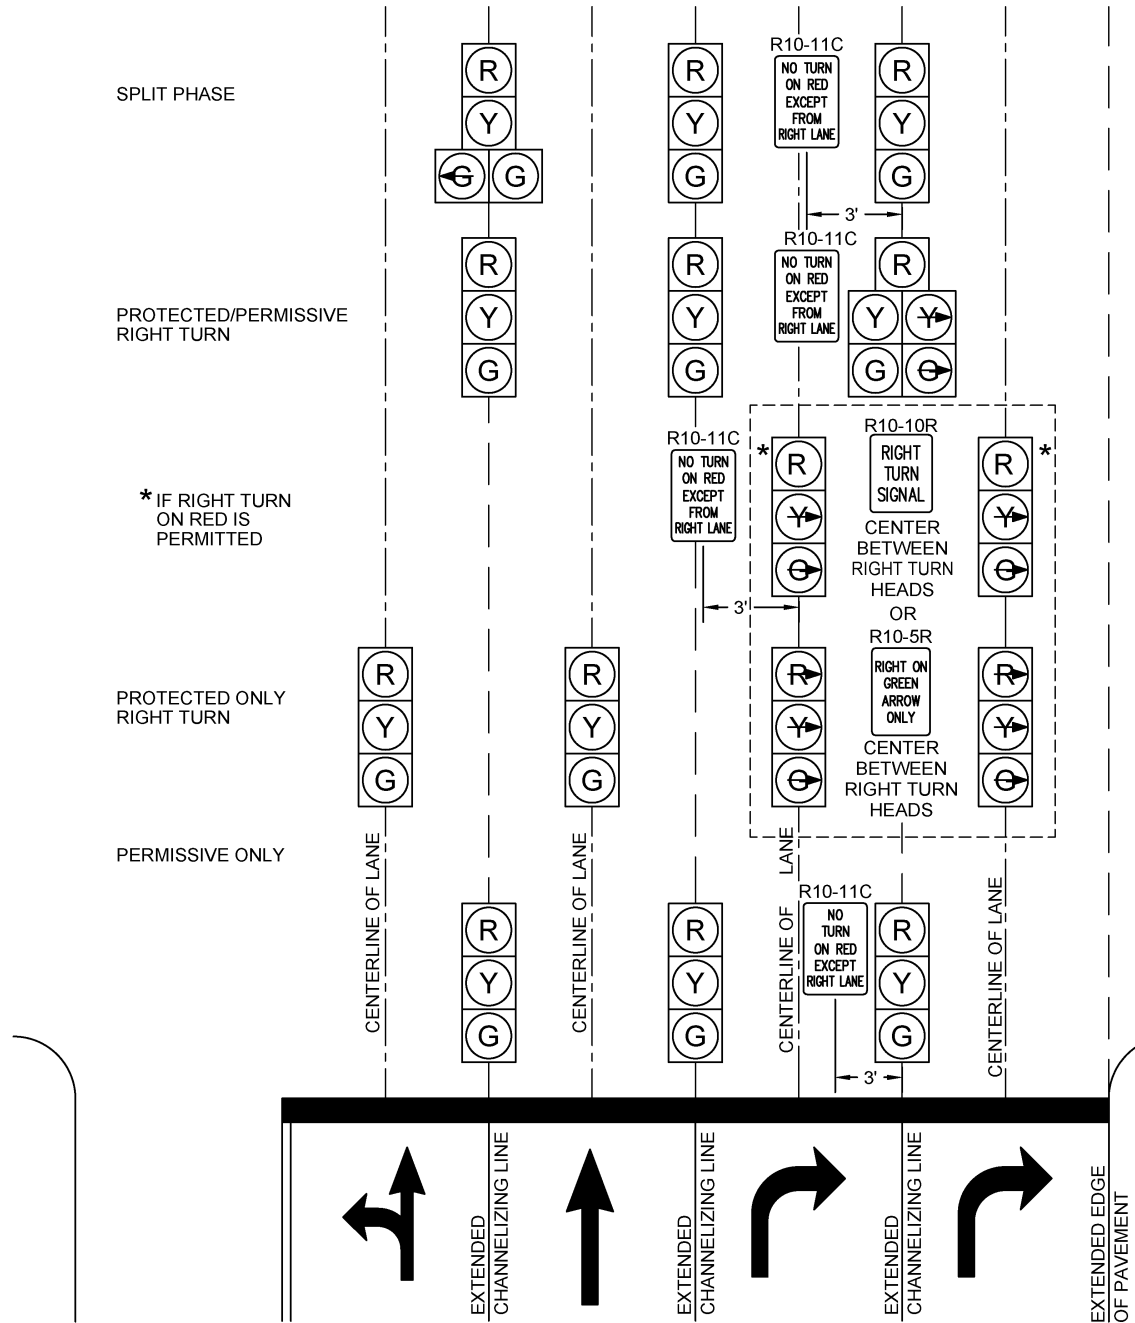 SPLIT PHASE
R
Y
G
G
R
Y
G
R10-11C
NO TURN
ON RED
EXCEPT
FROM
RIGHT LANE
R
Y
G
3'
PROTECTED/PERMISSIVE
RIGHT TURN
R
Y
G
R
Y
G
R10-11C
NO TURN
ON RED
EXCEPT
FROM
RIGHT LANE
R
Y
Y
G
G
* IF RIGHT TURN
ON RED IS
PERMITTED
R10-11C
NO TURN
ON RED
EXCEPT
FROM
RIGHT LANE
3'
*
R
Y
G
R10-10R
RIGHT
TURN
SIGNAL
CENTER
BETWEEN
RIGHT TURN
HEADS
OR
R
Y
G
*
PROTECTED ONLY
RIGHT TURN
R
Y
G
R
Y
G
R
Y
G
R10-5R
RIGHT ON
GREEN
ARROW
ONLY
CENTER
BETWEEN
RIGHT TURN
HEADS
R
Y
G
PERMISSIVE ONLY
CENTERLINE OF LANE
R
Y
G
CENTERLINE OF LANE
R
Y
G
CENTERLINE OF LANE
R10-11C
NO
TURN
ON RED
EXCEPT
RIGHT LANE
R
Y
G
3'
CENTERLINE OF LANE
EXTENDED
CHANNELIZING LINE
EXTENDED
CHANNELIZING LINE
EXTENDED
CHANNELIZING LINE
EXTENDED EDGE
OF PAVEMENT